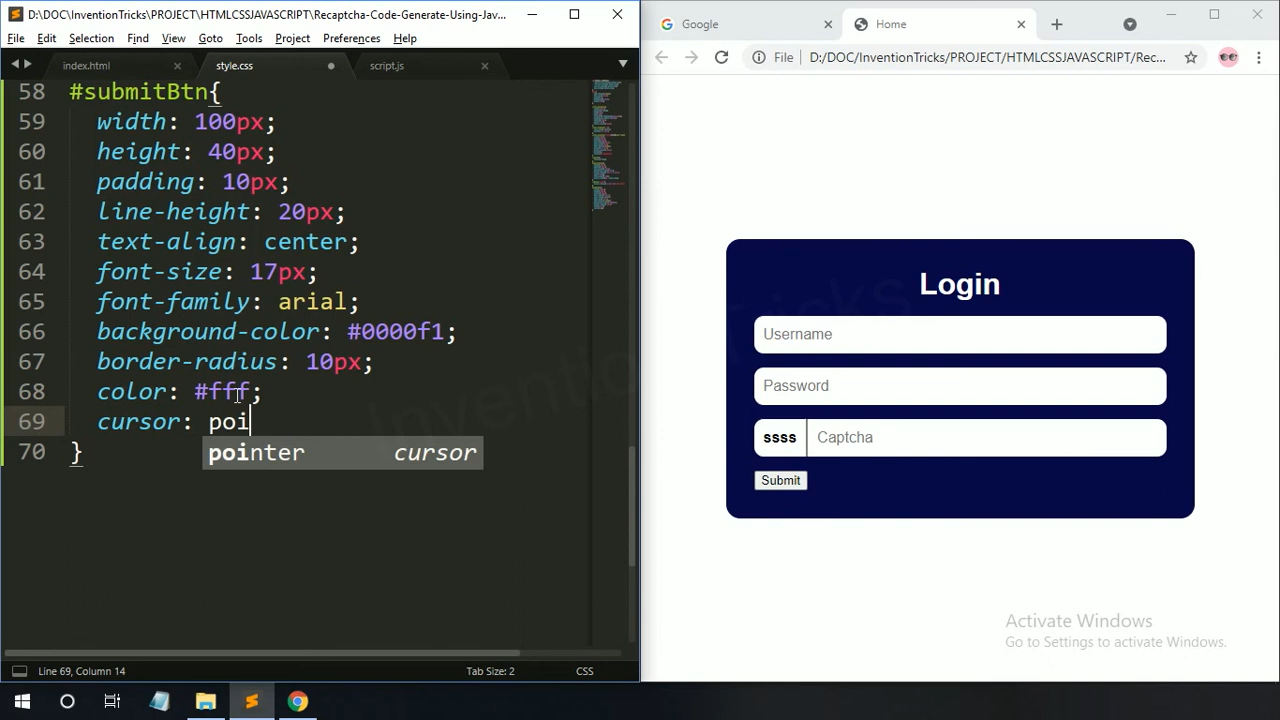 D:\DOC\InventionTricks\PROJECT\HTMLCSSJAVASCRIPT\Recaptcha-Code-Generate-Using-Jav...
File Edit Selection Find View Goto Tools Project Preferences Help
index.html style.css script.js
58 #submitBtn{
59 width: 100px;
60 height: 40px;
61 padding: 10px;
62 line-height: 20px;
63 text-align: center;
64 font-size: 17px;
65 font-family: arial;
66 background-color: #0000f1;
67 border-radius: 10px;
68 color: #fff;
69 cursor: poi
pointer cursor
70 }
Line 69, Column 14 Tab Size: 2 CSS
Google Home
File D:/DOC/InventionTricks/PROJECT/HTMLCSSJAVASCRIPT/Rec...
Login
Username
Password
ssss Captcha
Submit
Activate Windows
Go to Settings to activate Windows.
Invention Tricks